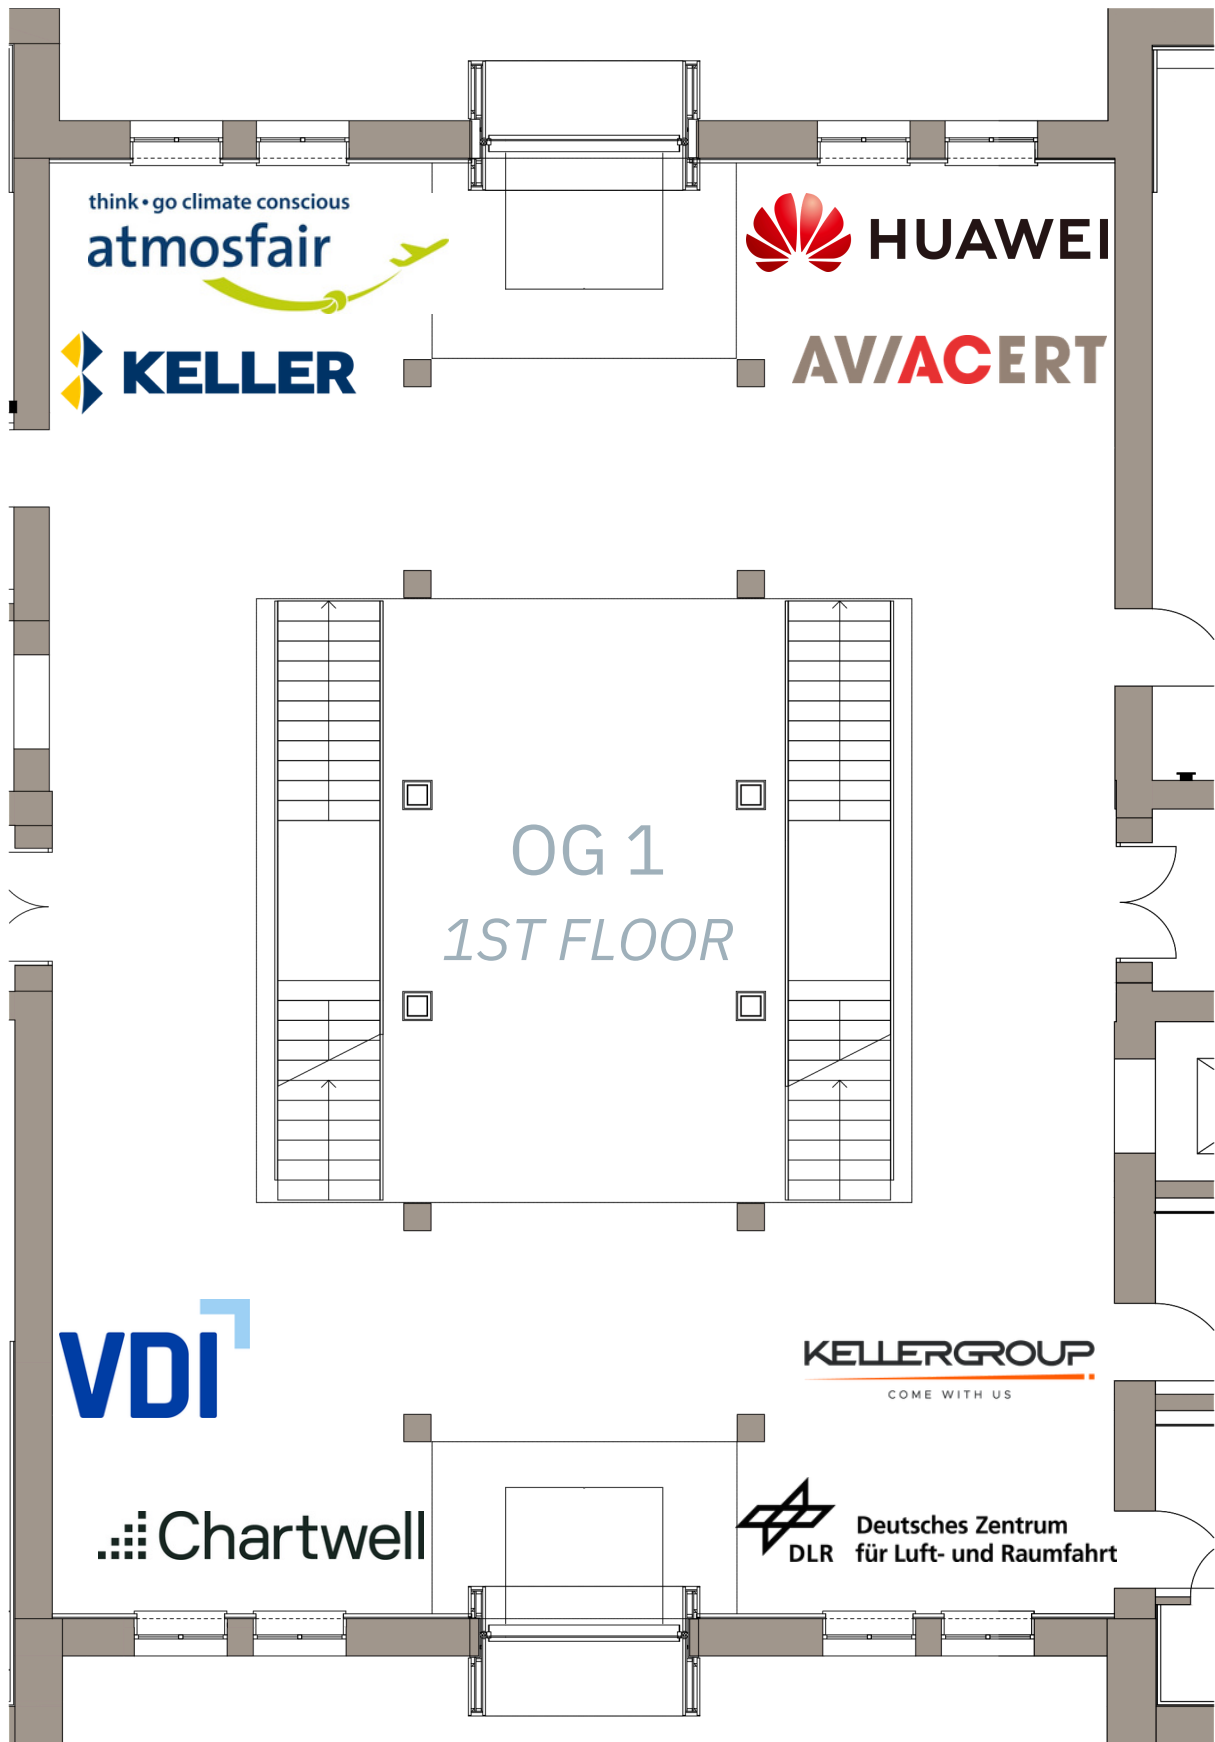 think • go climate conscious
atmosfair
HUAWEI
KELLER
AVIACERT
OG 1
1ST FLOOR
VDI
KELLERGROUP
COME WITH US
Chartwell
DLR
Deutsches Zentrum
für Luft- und Raumfahrt